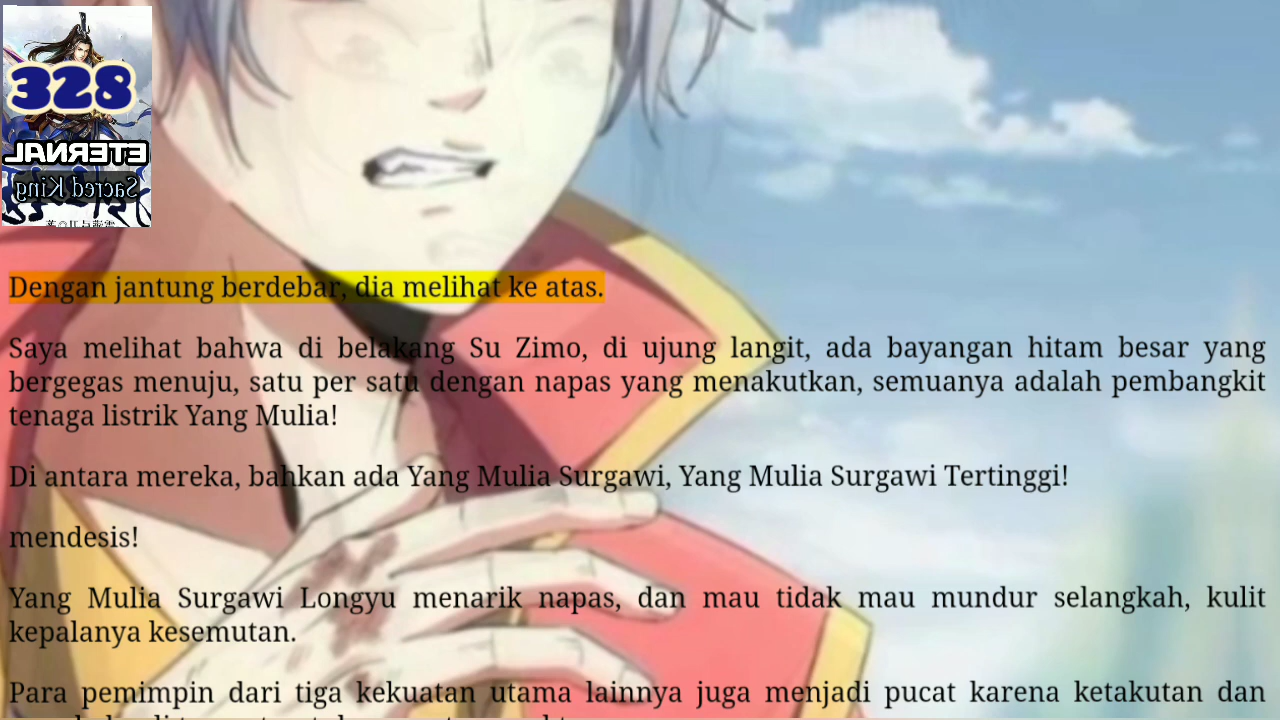 328
ETERNAL
Sacred King
Dengan jantung berdebar, dia melihat ke atas.
Saya melihat bahwa di belakang Su Zimo, di ujung langit, ada bayangan hitam besar yang
bergegas menuju, satu per satu dengan napas yang menakutkan, semuanya adalah pembangkit
tenaga listrik Yang Mulia!
Di antara mereka, bahkan ada Yang Mulia Surgawi, Yang Mulia Surgawi Tertinggi!
mendesis!
Yang Mulia Surgawi Longyu menarik napas, dan mau tidak mau mundur selangkah, kulit
kepalanya kesemutan.
Para pemimpin dari tiga kekuatan utama lainnya juga menjadi pucat karena ketakutan dan